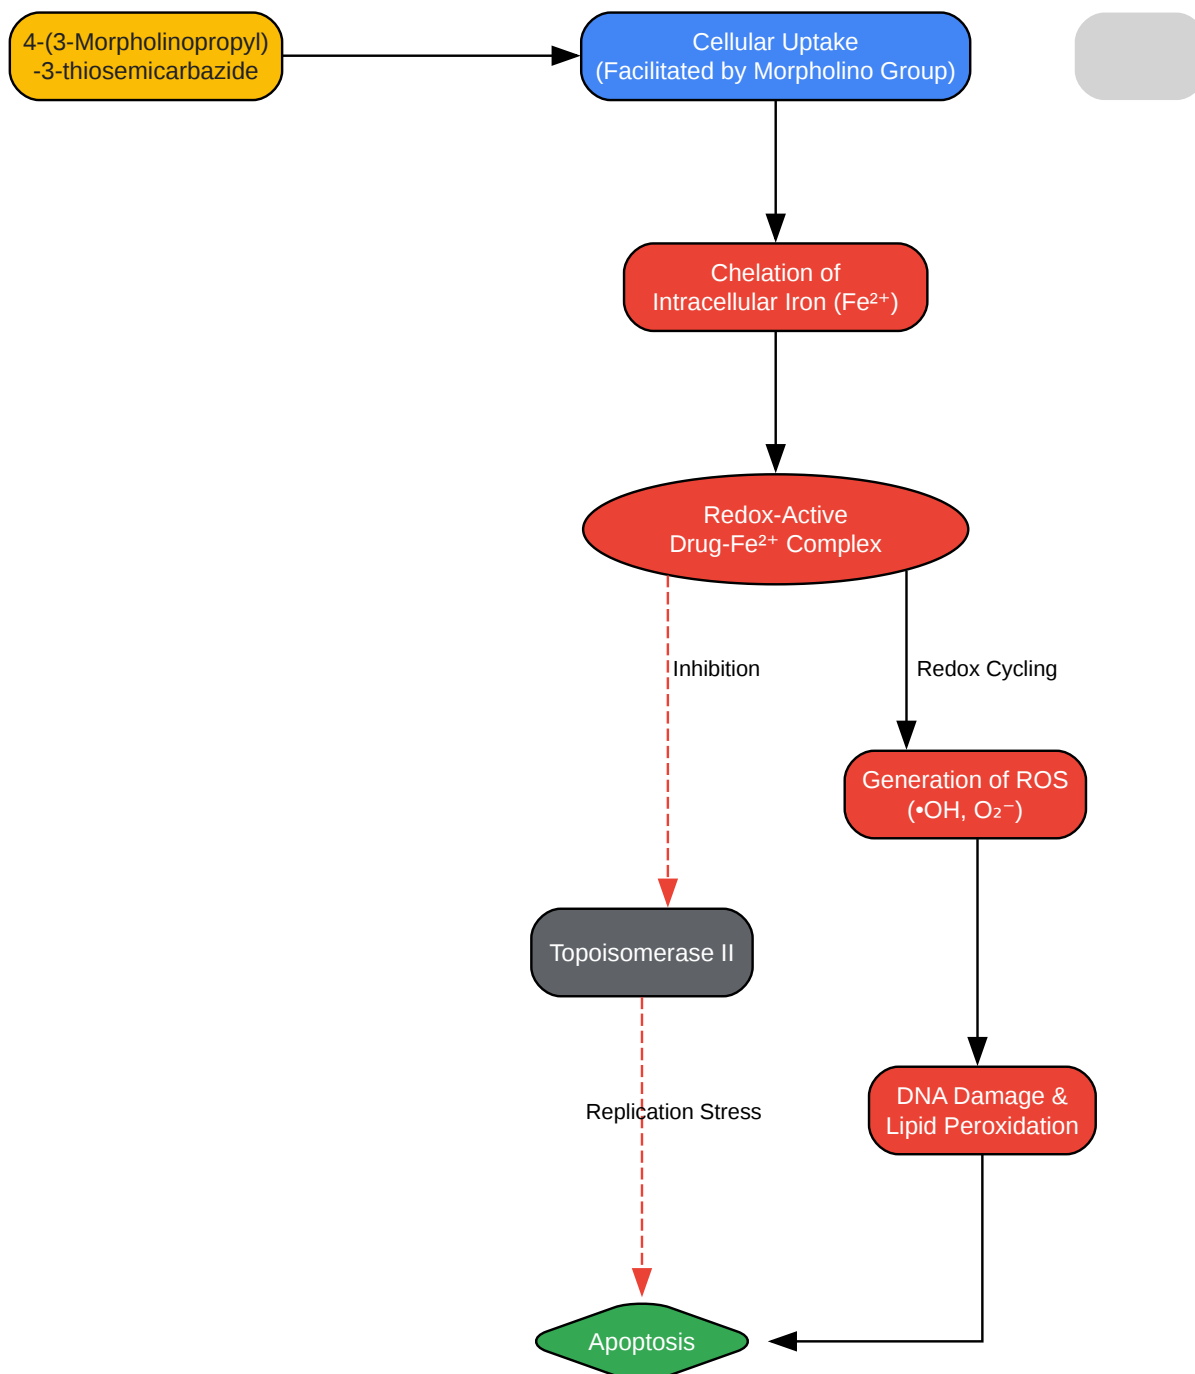 4-(3-Morpholinopropyl)
-3-thiosemicarbazide
Cellular Uptake
(Facilitated by Morpholino Group)
Chelation of
Intracellular Iron (Fe²⁺)
Redox-Active
Drug-Fe²⁺ Complex
Inhibition
Redox Cycling
Generation of ROS
(•OH, O₂⁻)
Topoisomerase II
DNA Damage &
Lipid Peroxidation
Replication Stress
Apoptosis